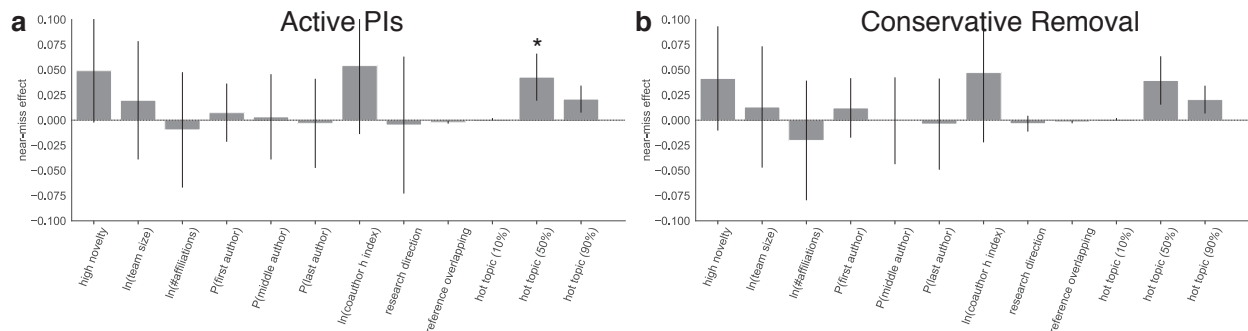 a
Active PIs
near-miss effect
0.100
0.075
0.050
0.025
0.000
−0.025
−0.050
−0.075
−0.100
*
high novelty
ln(team size)
ln(#affiliations)
P(first author)
P(middle author)
P(last author)
ln(coauthor h index)
research direction
reference overlapping
hot topic (10%)
hot topic (50%)
hot topic (90%)
b
Conservative Removal
near-miss effect
0.100
0.075
0.050
0.025
0.000
−0.025
−0.050
−0.075
−0.100
high novelty
ln(team size)
ln(#affiliations)
P(first author)
P(middle author)
P(last author)
ln(coauthor h index)
research direction
reference overlapping
hot topic (10%)
hot topic (50%)
hot topic (90%)